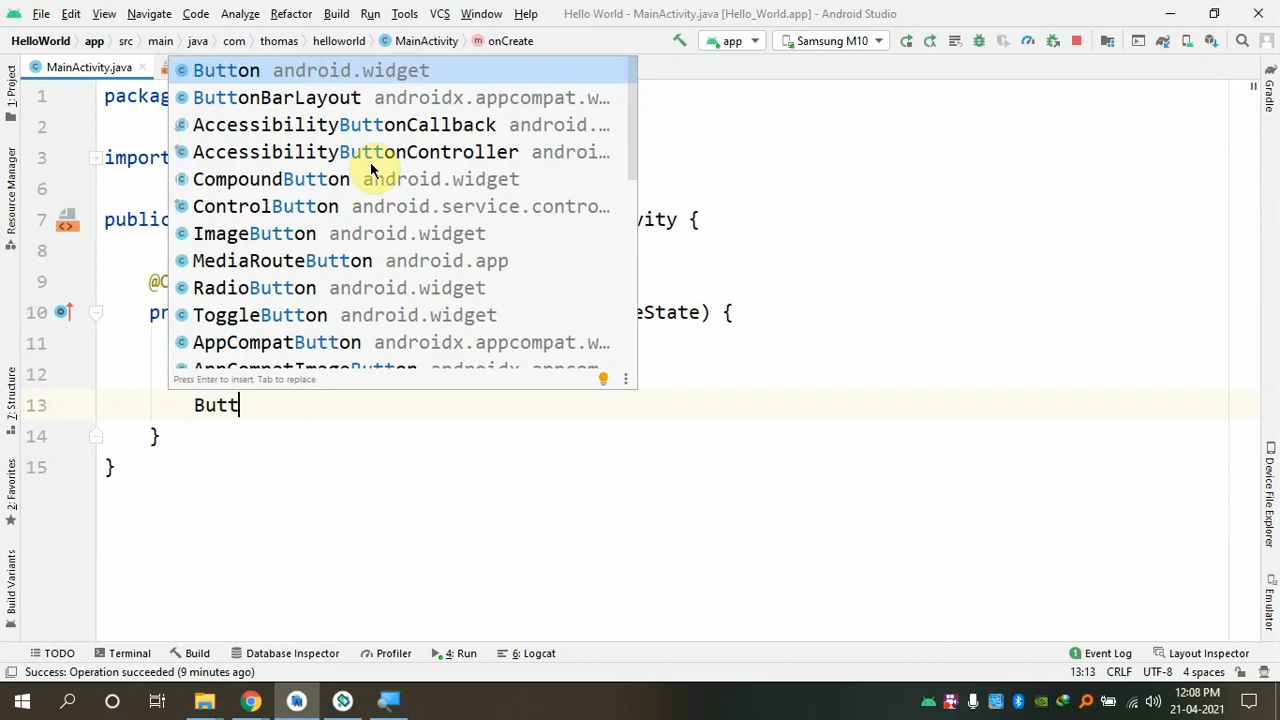 File Edit View Navigate Code Analyze Refactor Build Run Tools VCS Window Help Hello World - MainActivity.java [Hello_World.app] - Android Studio
HelloWorld app src main java com thomas helloworld MainActivity onCreate app Samsung M10
MainActivity.java
1 packag
2
3 import
6
7 public vity {
8
9 @O
10 pr eState) {
11
12
13 Butt
14 }
15 }
Button android.widget
ButtonBarLayout androidx.appcompat.w...
AccessibilityButtonCallback android....
AccessibilityButtonController androi...
CompoundButton android.widget
ControlButton android.service.contro...
ImageButton android.widget
MediaRouteButton android.app
RadioButton android.widget
ToggleButton android.widget
AppCompatButton androidx.appcompat.w...
AppCompatImageButton androidx.appcom
Press Enter to insert, Tab to replace
1: Project
Resource Manager
7: Structure
2: Favorites
Build Variants
Gradle
Device File Explorer
Emulator
TODO Terminal Build Database Inspector Profiler 4: Run 6: Logcat 1 Event Log Layout Inspector
Success: Operation succeeded (9 minutes ago) 13:13 CRLF UTF-8 4 spaces
12:08 PM
21-04-2021